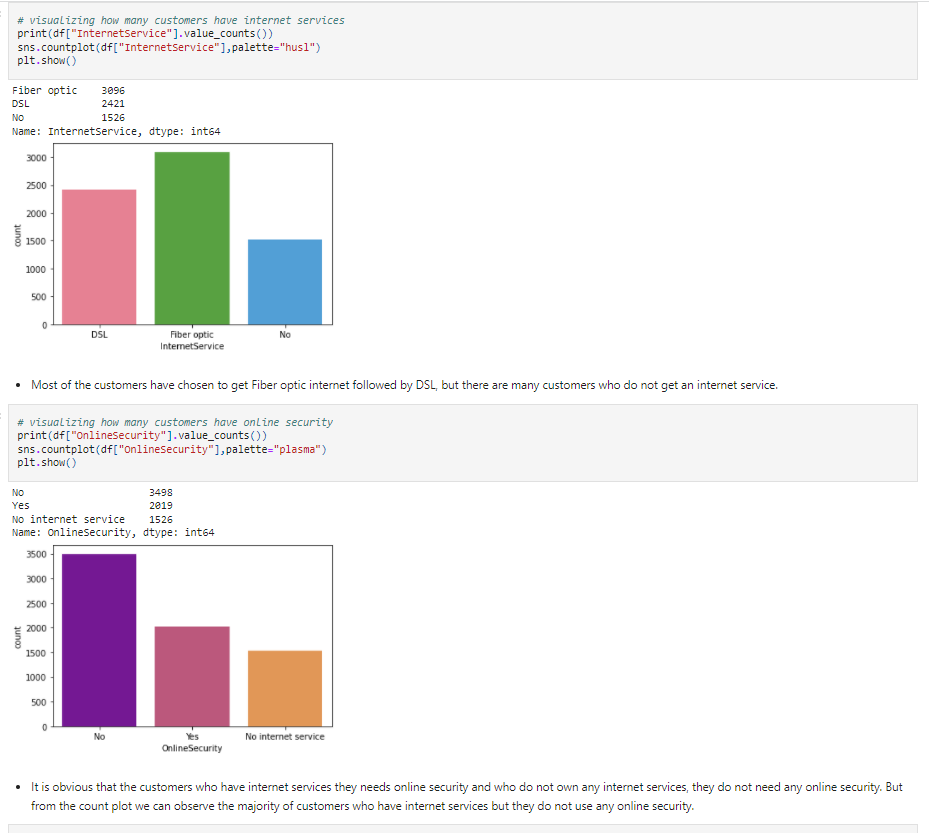 # visualizing how many customers have internet services
print(df["InternetService"].value_counts())
sns.countplot(df["InternetService"],palette="husl")
plt.show()
Fiber optic    3096
DSL            2421
No             1526
Name: InternetService, dtype: int64
3000
2500
2000
1500
1000
500
0
count
DSL
Fiber optic
No
InternetService
• Most of the customers have chosen to get Fiber optic internet followed by DSL, but there are many customers who do not get an internet service.
# visualizing how many customers have online security
print(df["OnlineSecurity"].value_counts())
sns.countplot(df["OnlineSecurity"],palette="plasma")
plt.show()
No                     3498
Yes                    2019
No internet service    1526
Name: OnlineSecurity, dtype: int64
3500
3000
2500
2000
1500
1000
500
0
count
No
Yes
No internet service
OnlineSecurity
• It is obvious that the customers who have internet services they needs online security and who do not own any internet services, they do not need any online security. But
from the count plot we can observe the majority of customers who have internet services but they do not use any online security.